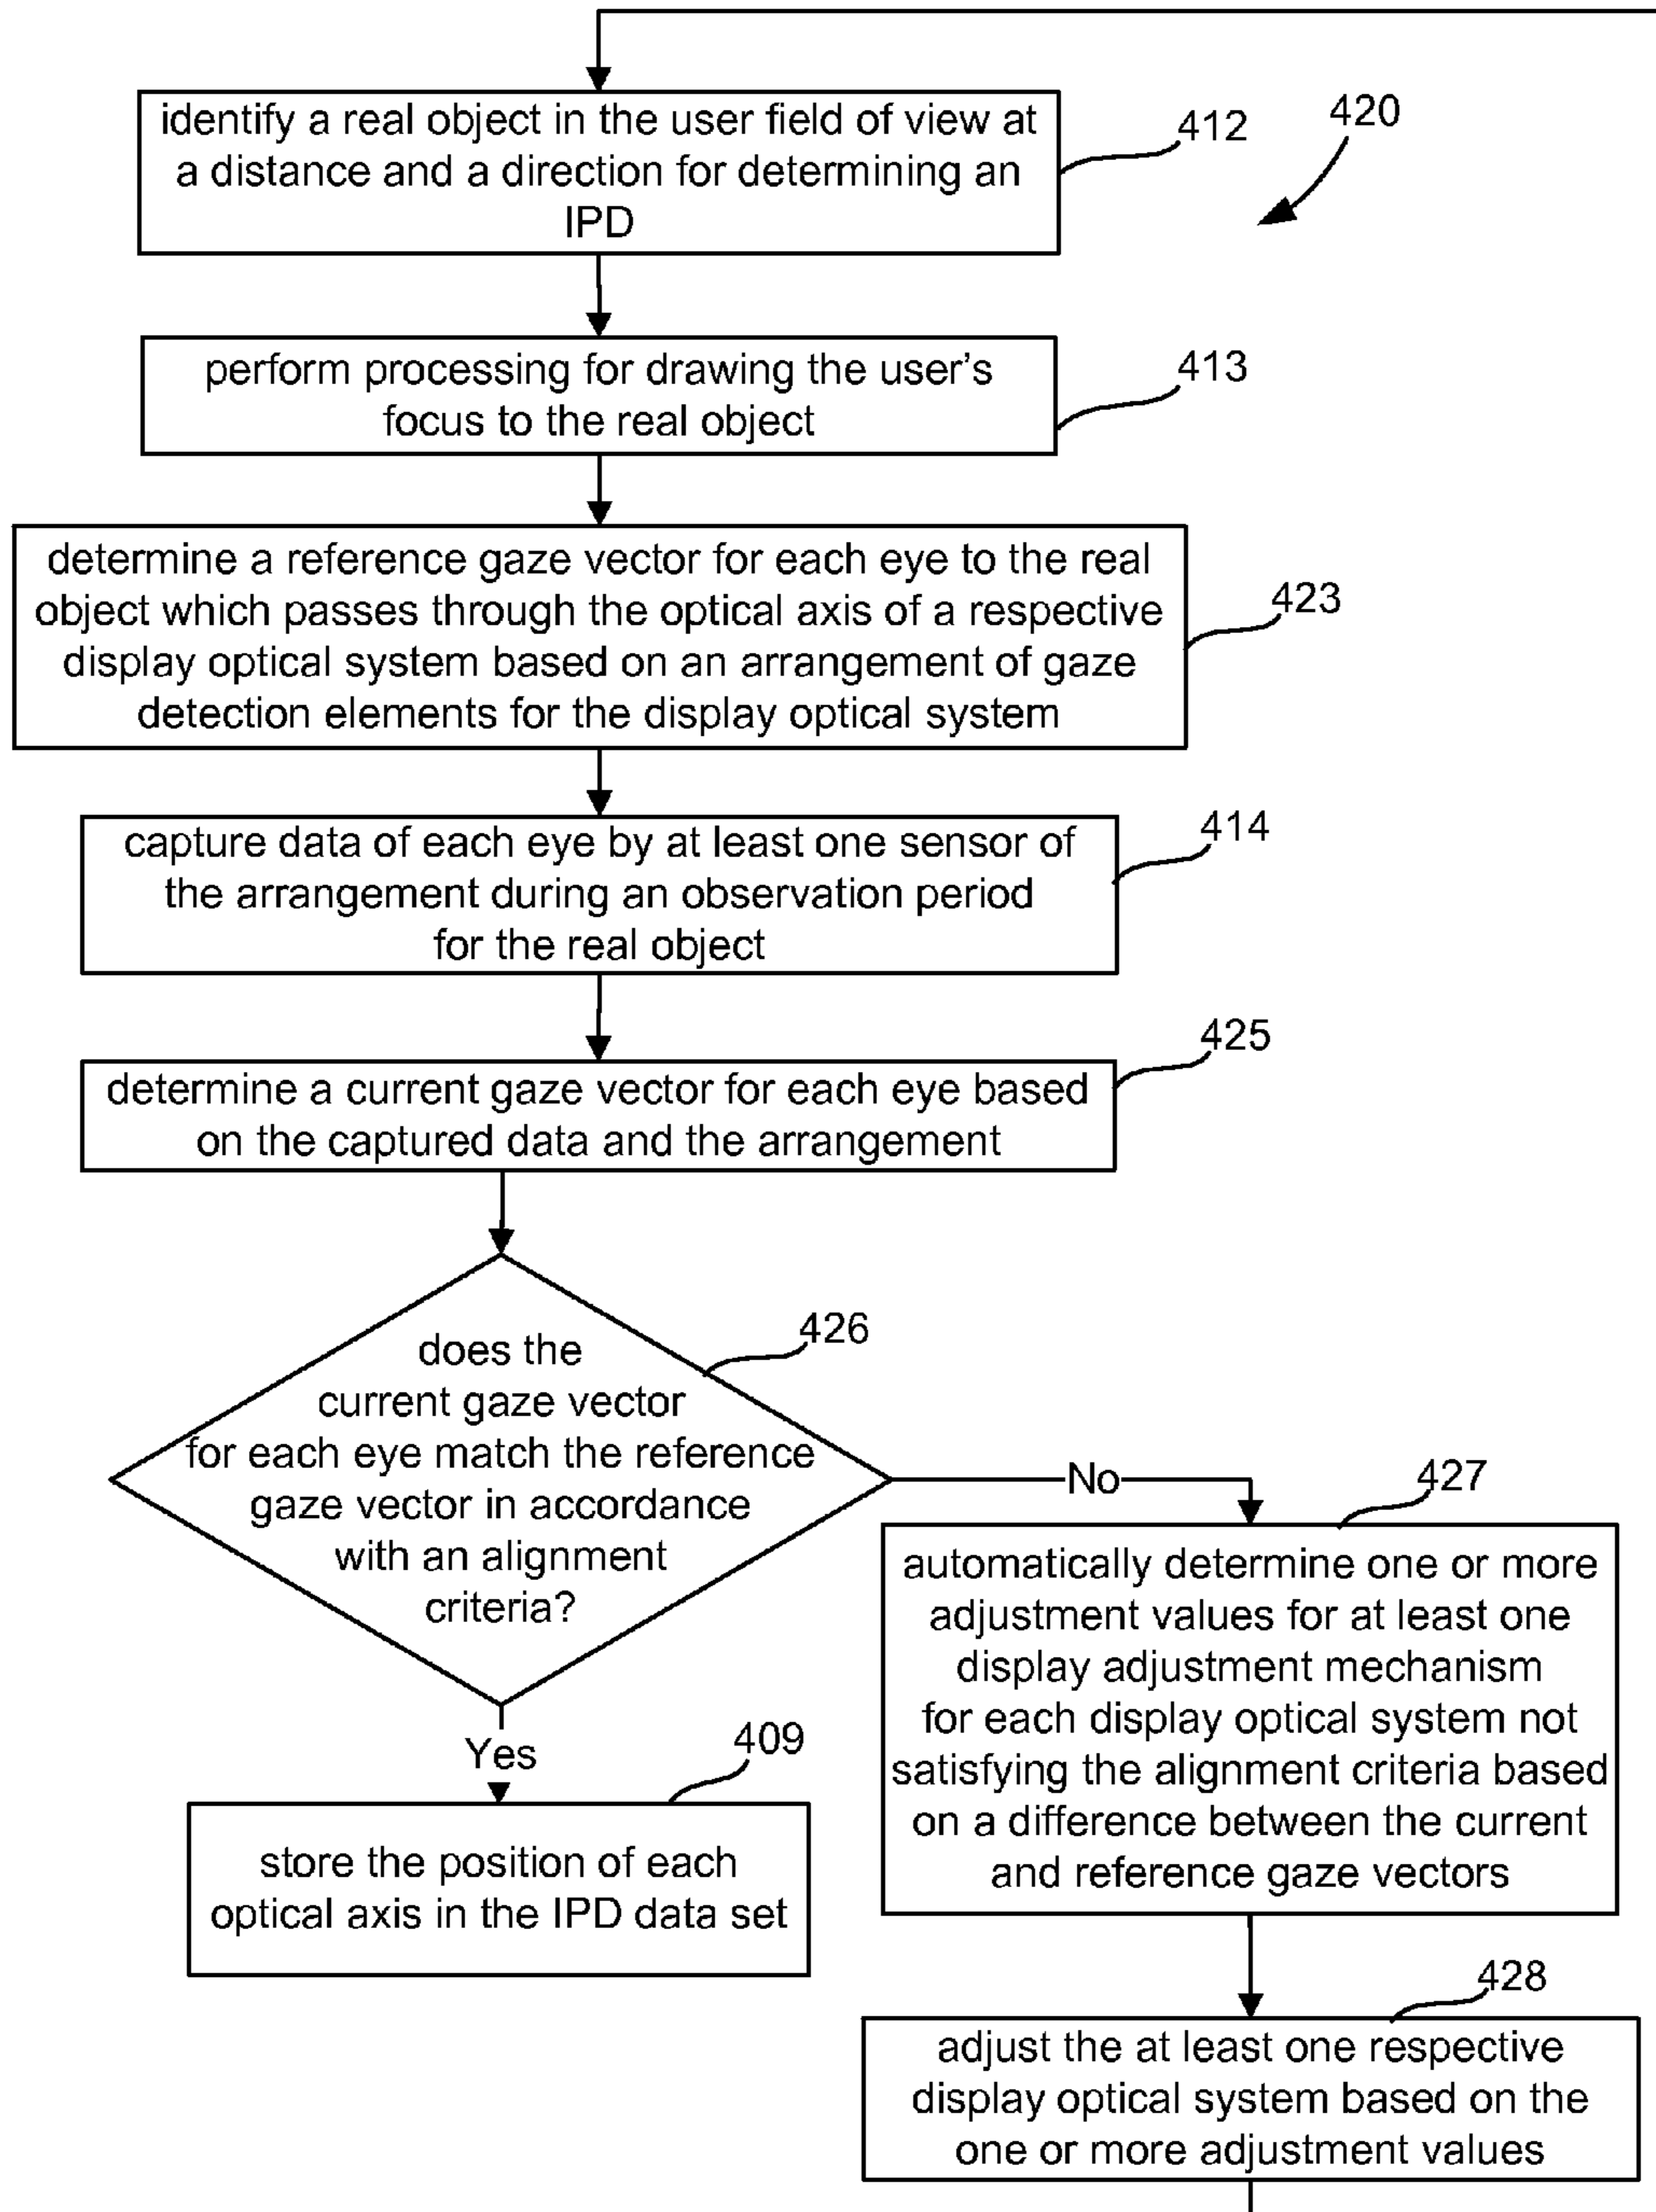 identify a real object in the user field of view at
a distance and a direction for determining an
IPD
412
420
perform processing for drawing the user's
focus to the real object
413
determine a reference gaze vector for each eye to the real
object which passes through the optical axis of a respective
display optical system based on an arrangement of gaze
detection elements for the display optical system
423
capture data of each eye by at least one sensor of
the arrangement during an observation period
for the real object
414
determine a current gaze vector for each eye based
on the captured data and the arrangement
425
does the
current gaze vector
for each eye match the reference
gaze vector in accordance
with an alignment
criteria?
426
No
427
automatically determine one or more
adjustment values for at least one
display adjustment mechanism
for each display optical system not
satisfying the alignment criteria based
on a difference between the current
and reference gaze vectors
Yes
409
store the position of each
optical axis in the IPD data set
428
adjust the at least one respective
display optical system based on the
one or more adjustment values